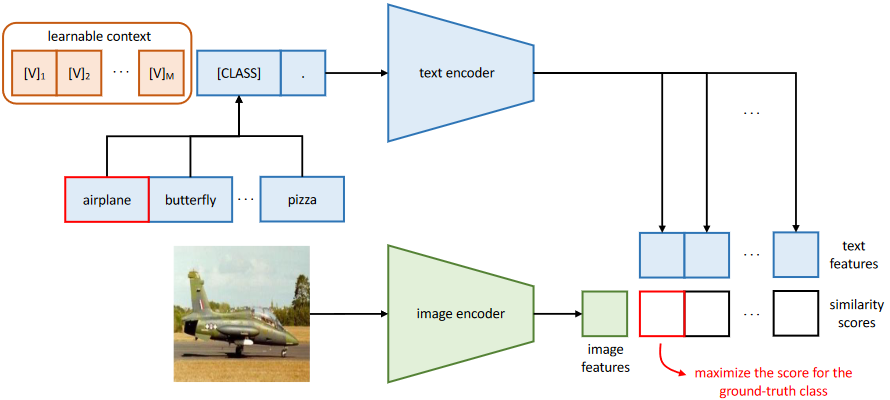 learnable context
[V]₁ [V]₂ ··· [V]ᴍ [CLASS] .
text encoder
···
airplane butterfly ··· pizza
··· text
features
image encoder
··· similarity
scores
image
features
maximize the score for the
ground-truth class